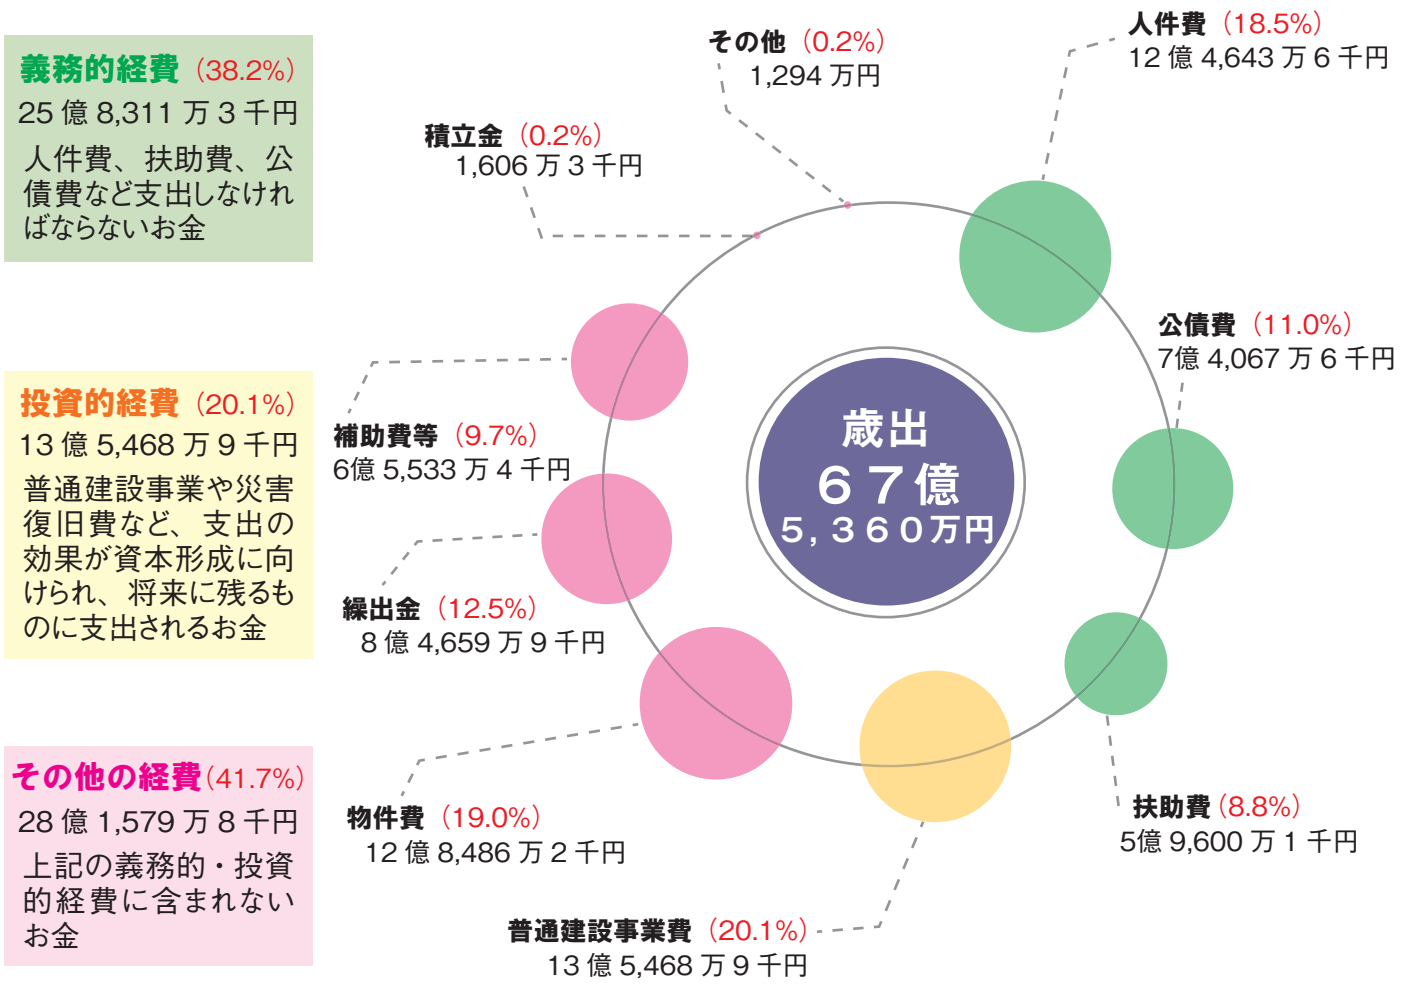 義務的経費（38.2%）
25 億 8,311 万 3 千円
人件費、扶助費、公
債費など支出しなけれ
ばならないお金
投資的経費（20.1%）
13 億 5,468 万 9 千円
普通建設事業や災害
復旧費など、支出の
効果が資本形成に向
けられ、将来に残るも
のに支出されるお金
その他の経費（41.7%）
28 億 1,579 万 8 千円
上記の義務的・投資
的経費に含まれない
お金
その他（0.2%）
1,294 万円
人件費（18.5%）
12 億 4,643 万 6 千円
積立金（0.2%）
1,606 万 3 千円
公債費（11.0%）
7億 4,067 万 6 千円
補助費等（9.7%）
6億 5,533 万 4 千円
歳出
６７億
５，３６０万円
繰出金（12.5%）
8 億 4,659 万 9 千円
物件費（19.0%）
12 億 8,486 万 2 千円
扶助費（8.8%）
5億 9,600 万 1 千円
普通建設事業費（20.1%）
13 億 5,468 万 9 千円